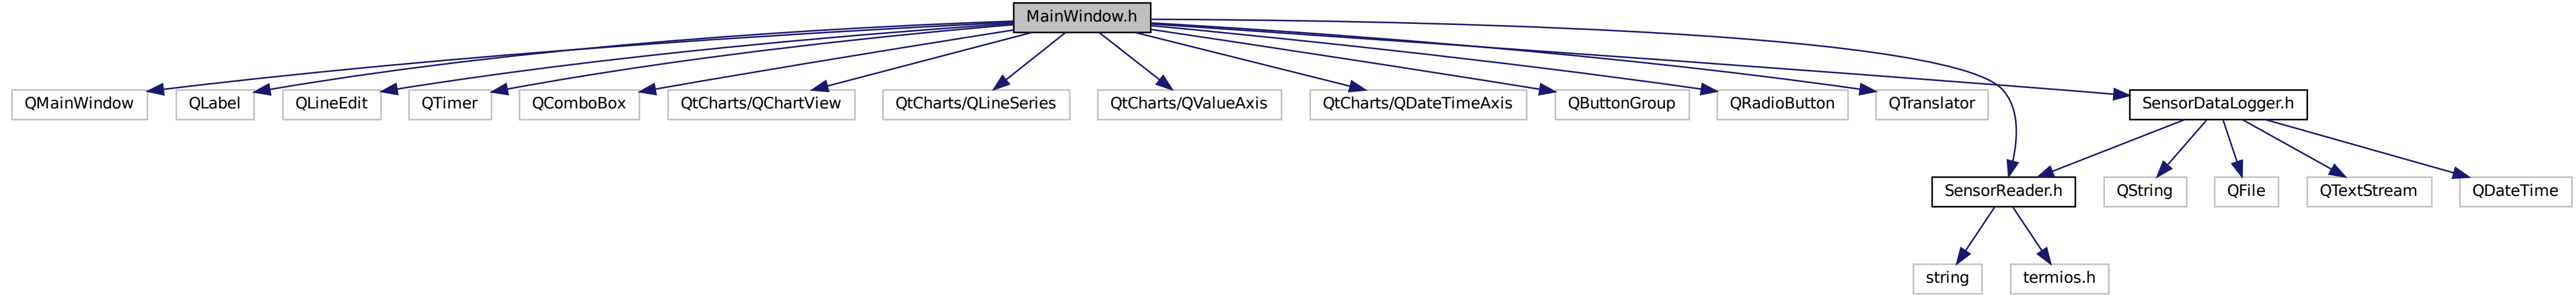 MainWindow.h
QMainWindow
QLabel
QLineEdit
QTimer
QComboBox
QtCharts/QChartView
QtCharts/QLineSeries
QtCharts/QValueAxis
QtCharts/QDateTimeAxis
QButtonGroup
QRadioButton
QTranslator
SensorDataLogger.h
SensorReader.h
QString
QFile
QTextStream
QDateTime
string
termios.h